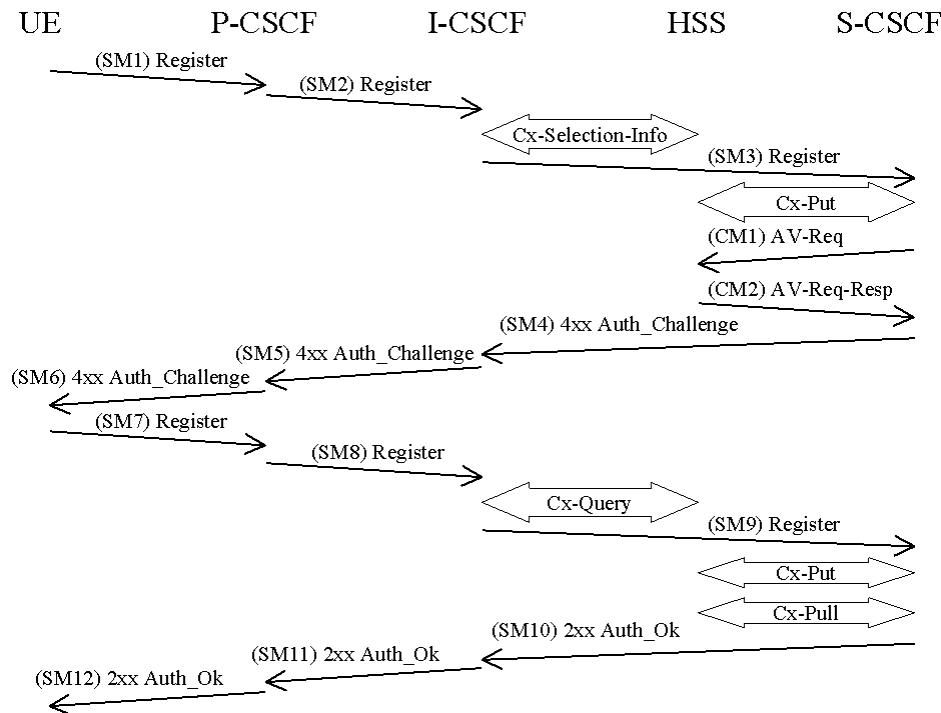 UE P-CSCF I-CSCF HSS S-CSCF
(SM1) Register
(SM2) Register
Cx-Selection-Info
(SM3) Register
Cx-Put
(CM1) AV-Req
(CM2) AV-Req-Resp
(SM4) 4xx Auth_Challenge
(SM5) 4xx Auth_Challenge
(SM6) 4xx Auth_Challenge
(SM7) Register
(SM8) Register
Cx-Query
(SM9) Register
Cx-Put
Cx-Pull
(SM10) 2xx Auth_Ok
(SM11) 2xx Auth_Ok
(SM12) 2xx Auth_Ok